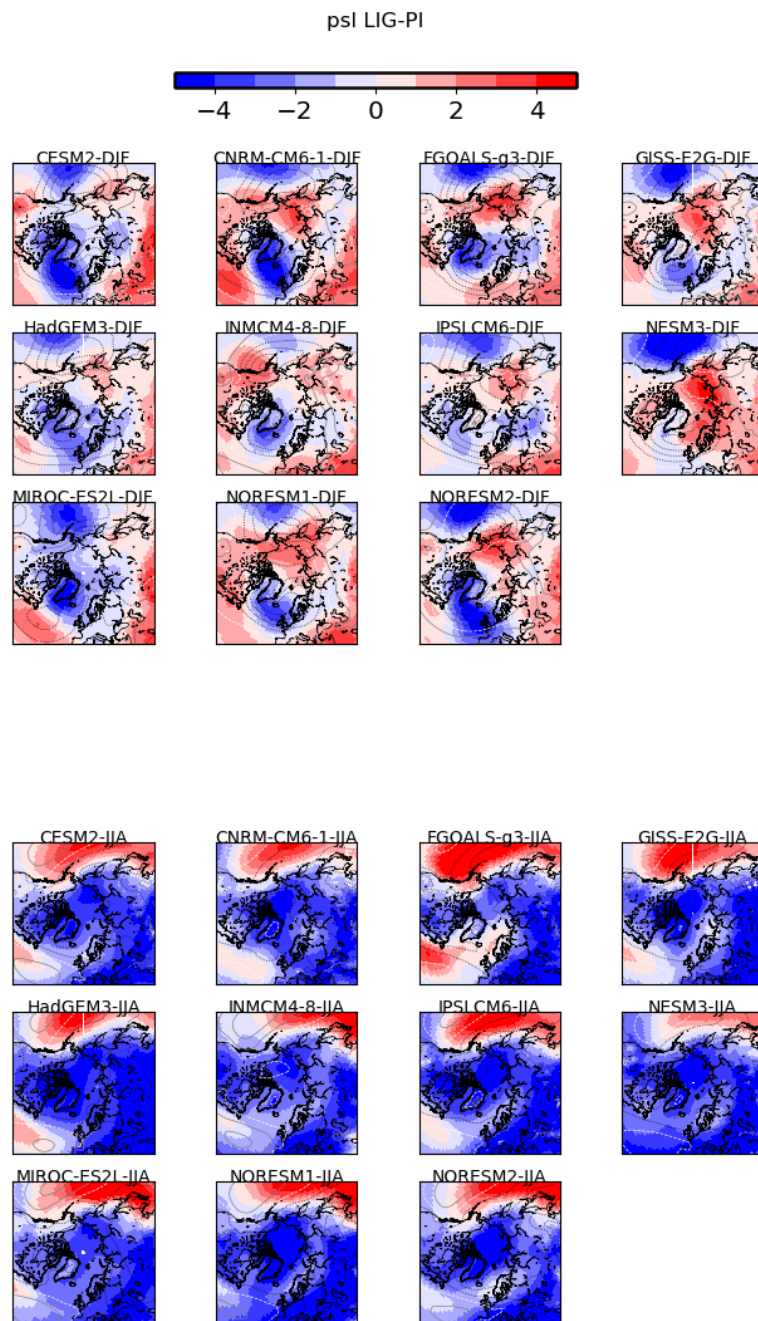 psl LIG-PI
−4 −2 0 2 4
CESM2-DJF CNRM-CM6-1-DJF FGOALS-g3-DJF GISS-E2G-DJF
HadGEM3-DJF INMCM4-8-DJF IPSLCM6-DJF NESM3-DJF
MIROC-ES2L-DJF NORESM1-DJF NORESM2-DJF
CESM2-JJA CNRM-CM6-1-JJA FGOALS-g3-JJA GISS-E2G-JJA
HadGEM3-JJA INMCM4-8-JJA IPSLCM6-JJA NESM3-JJA
MIROC-ES2L-JJA NORESM1-JJA NORESM2-JJA